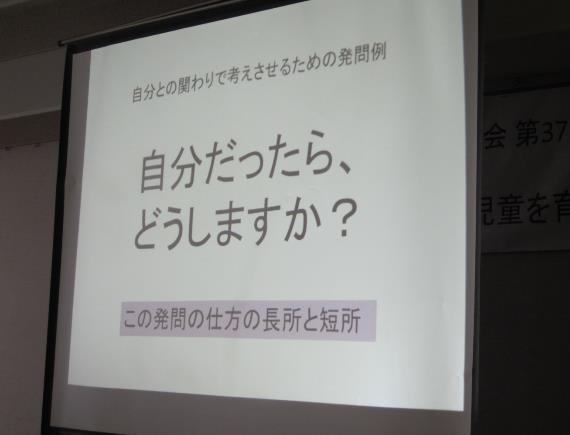 自分との関わりで考えさせるための発問例
自分だったら、
どうしますか？
この発問の仕方の長所と短所
会 第37
児童を育